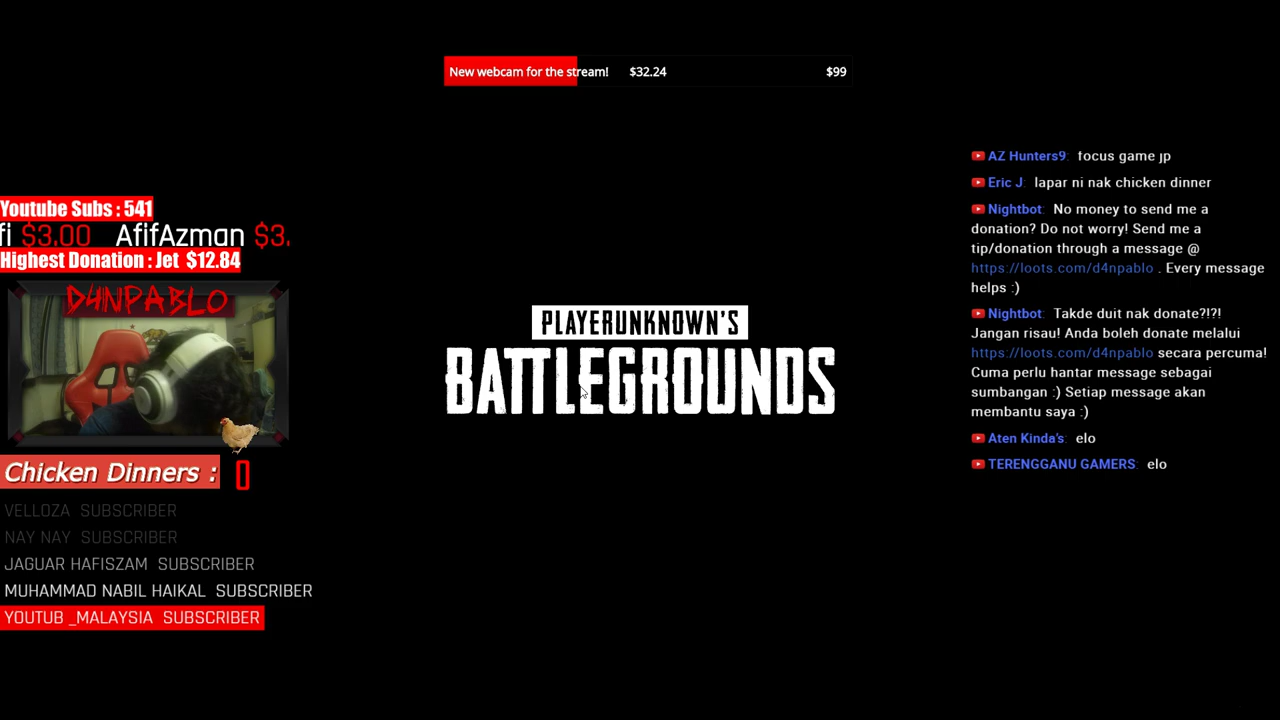 New webcam for the stream! $32.24 $99
Youtube Subs : 541
fi $3.00 AfifAzman $3.
Highest Donation : Jet $12.84
D4NPABLO
Chicken Dinners : 0
VELLOZA SUBSCRIBER
NAY NAY SUBSCRIBER
JAGUAR HAFISZAM SUBSCRIBER
MUHAMMAD NABIL HAIKAL SUBSCRIBER
YOUTUB _MALAYSIA SUBSCRIBER
PLAYERUNKNOWN'S
BATTLEGROUNDS
AZ Hunters9: focus game jp
Eric J: lapar ni nak chicken dinner
Nightbot: No money to send me a
donation? Do not worry! Send me a
tip/donation through a message @
https://loots.com/d4npablo . Every message
helps :)
Nightbot: Takde duit nak donate?!?!
Jangan risau! Anda boleh donate melalui
https://loots.com/d4npablo secara percuma!
Cuma perlu hantar message sebagai
sumbangan :) Setiap message akan
membantu saya :)
Aten Kinda's: elo
TERENGGANU GAMERS: elo